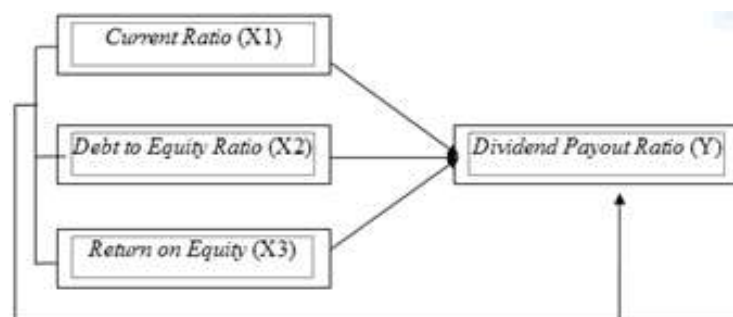 Current Ratio (X1)
Debt to Equity Ratio (X2)
Dividend Payout Ratio (Y)
Return on Equity (X3)